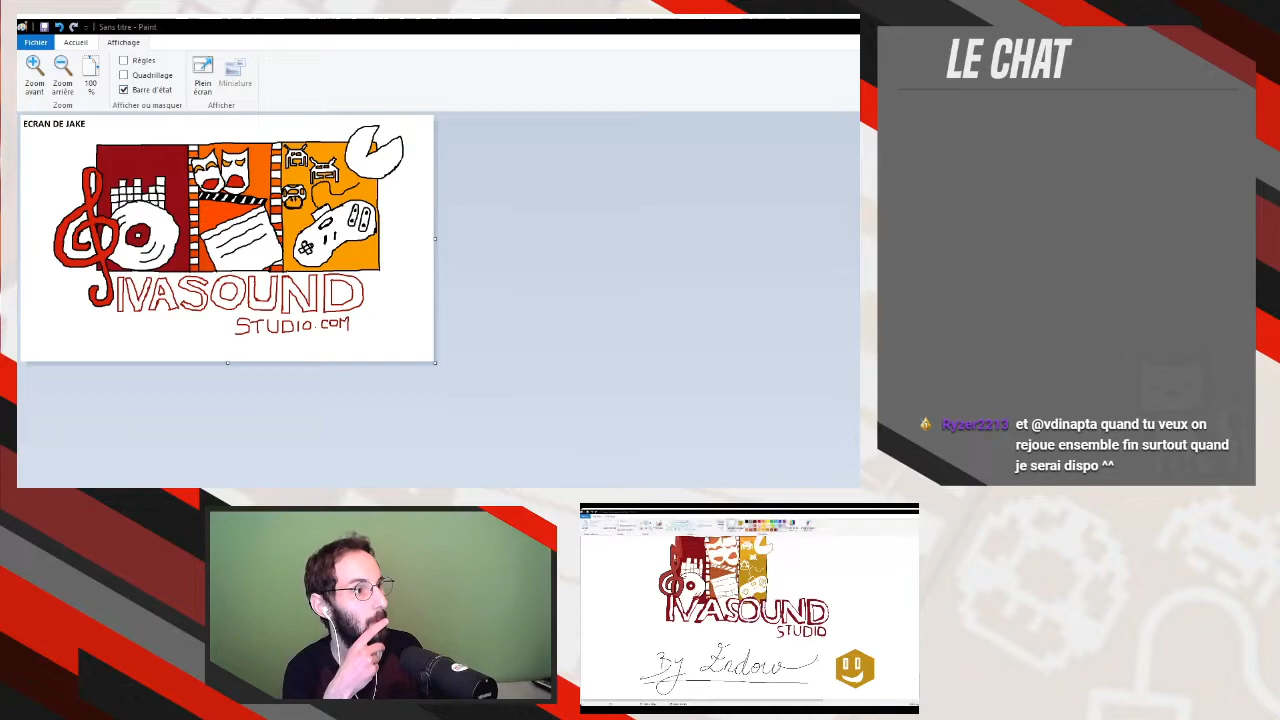 Sans titre - Paint
Fichier Accueil Affichage
Zoom avant
Zoom arrière
100 %
Règles
Quadrillage
Barre d'état
Plein écran
Miniature
Zoom
Afficher ou masquer
Afficher
ECRAN DE JAKE
IVASOUND
STUDIO.COM
LE CHAT
Ryzer2213 et @vdinapta quand tu veux on
rejoue ensemble fin surtout quand
je serai dispo ^^
IVASOUND
STUDIO
By